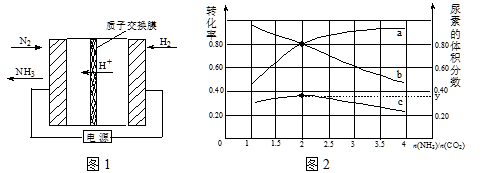 质子交换膜
N2
NH3
H+
H2
电源
图1
转化率
0.80
0.60
0.40
0.20
0
1
1.5
2
2.5
3
3.5
4
n(NH3)/n(CO2)
a
b
c
y
0.80
0.60
0.40
0.20
尿素的体积分数
图2